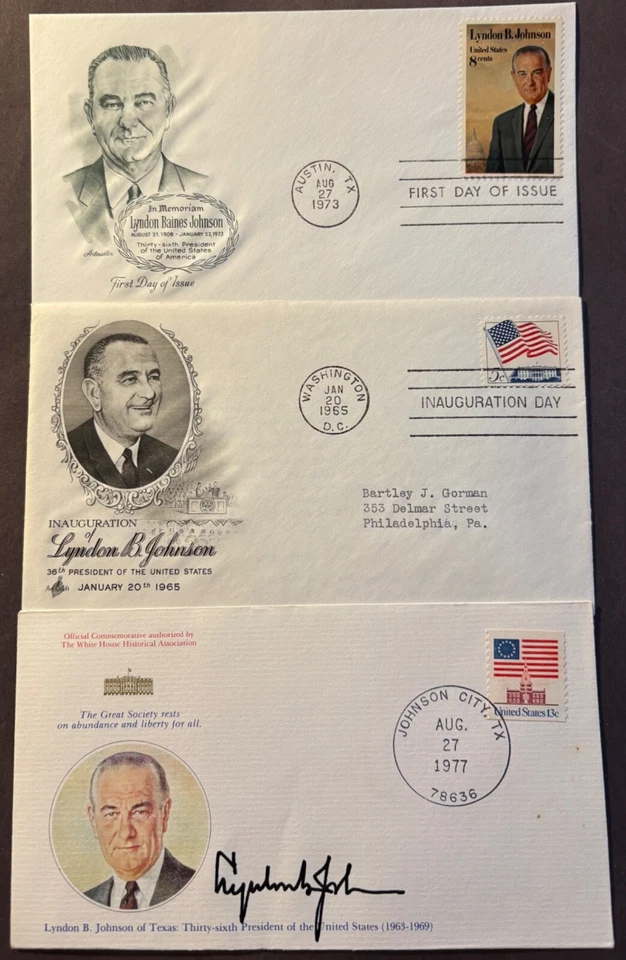 Lyndon B. Johnson
United States
8 cents
AUSTIN, TX
AUG
27
1973
FIRST DAY OF ISSUE
In Memoriam
Lyndon Baines Johnson
AUGUST 27, 1908 - JANUARY 22, 1973
Thirty-sixth President
of the United States
of America
Artmaster
First Day of Issue
5c
WASHINGTON
JAN
20
1965
D.C.
INAUGURATION DAY
Bartley J. Gorman
353 Delmar Street
Philadelphia, Pa.
INAUGURATION
of
Lyndon B. Johnson
36th PRESIDENT OF THE UNITED STATES
JANUARY 20th 1965
Official Commemorative authorized by
The White House Historical Association
The Great Society rests
on abundance and liberty for all.
United States 13c
JOHNSON CITY, TX
AUG.
27
1977
78636
Lyndon B. Johnson
Lyndon B. Johnson of Texas: Thirty-sixth President of the United States (1963-1969)